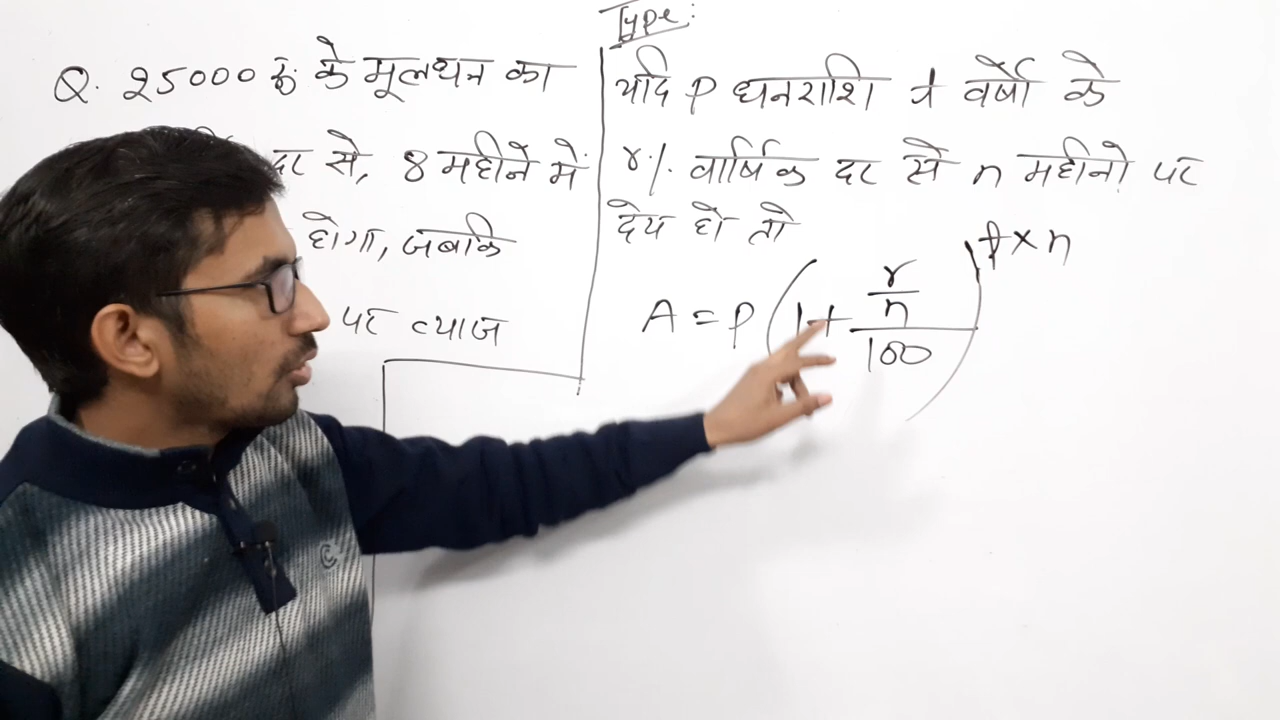 Type:
Q. 25000 रु. के मूलधन का
दर से, 8 महीने में
होगा, जबकि
पर व्याज
यदि P धनराशि t वर्षो के
r% वार्षिक दर से n महीनो पर
देय हो तो
A = P (1 + r/n / 100)^t×n